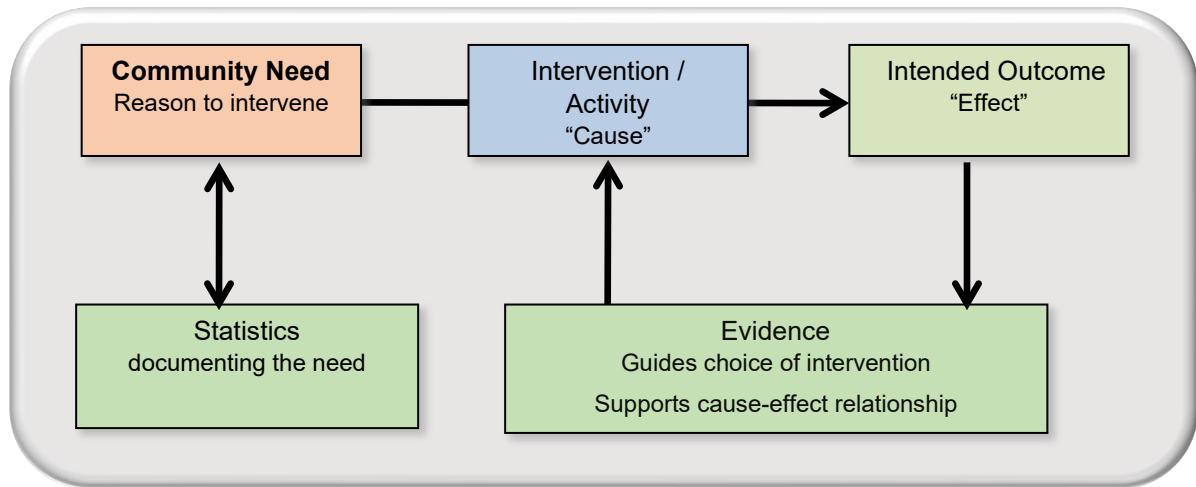 Community Need
Reason to intervene
Intervention /
Activity
“Cause”
Intended Outcome
“Effect”
Statistics
documenting the need
Evidence
Guides choice of intervention
Supports cause-effect relationship